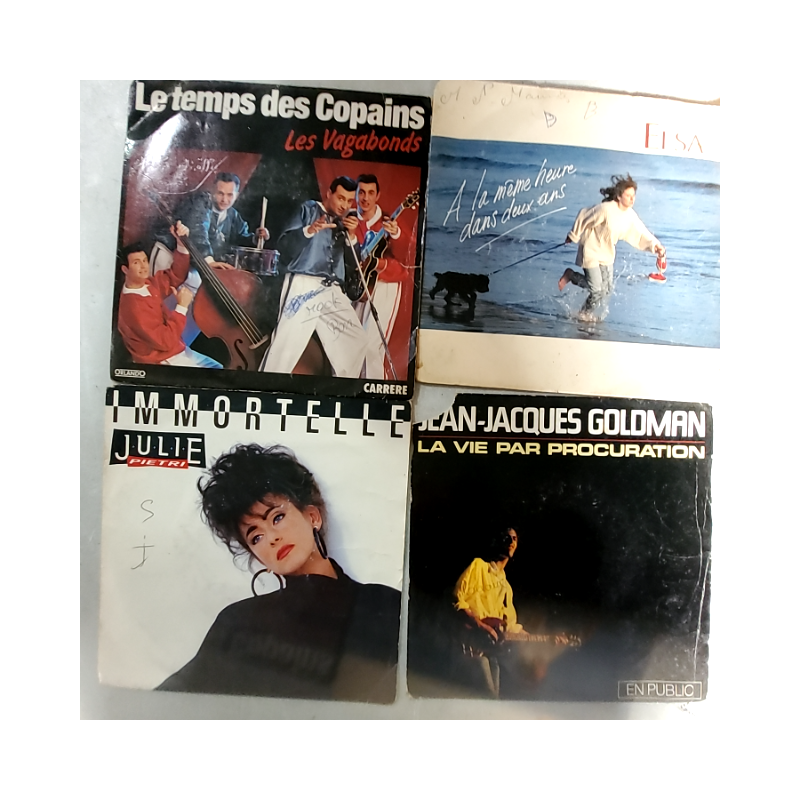 Le temps des Copains
Les Vagabonds
ORLANDO
CARRERE
ELSA
A la même heure
dans deux ans
IMMORTELLE
JULIE
PIETRI
S
JEAN-JACQUES GOLDMAN
LA VIE PAR PROCURATION
EN PUBLIC